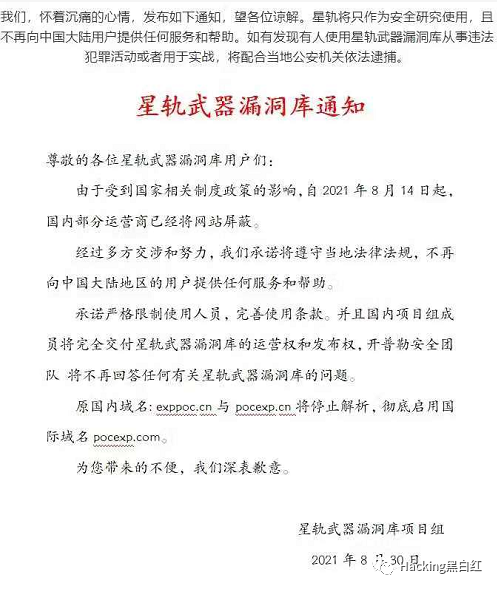 我们，怀着沉痛的心情，发布如下通知，望各位谅解。星轨将只作为安全研究使用，且
不再向中国大陆用户提供任何服务和帮助。如有发现有人使用星轨武器漏洞库从事违法
犯罪活动或者用于实战，将配合当地公安机关依法逮捕。
星轨武器漏洞库通知
尊敬的各位星轨武器漏洞库用户们：
由于受到国家相关制度政策的影响，自 2021 年 8 月 14 日起，
国内部分运营商已经将网站屏蔽。
经过多方交涉和努力，我们承诺将遵守当地法律法规，不再
向中国大陆地区的用户提供任何服务和帮助。
承诺严格限制使用人员，完善使用条款。并且国内项目组成
员将完全交付星轨武器漏洞库的运营权和发布权，开普勒安全团
队 将不再回答任何有关星轨武器漏洞库的问题。
原国内域名：exppoc.cn 与 pocexp.cn 将停止解析，彻底启用国
际域名 pocexp.com。
为您带来的不便，我们深表歉意。
星轨武器漏洞库项目组
2021 年 8 月 30 日
Hacking黑白红